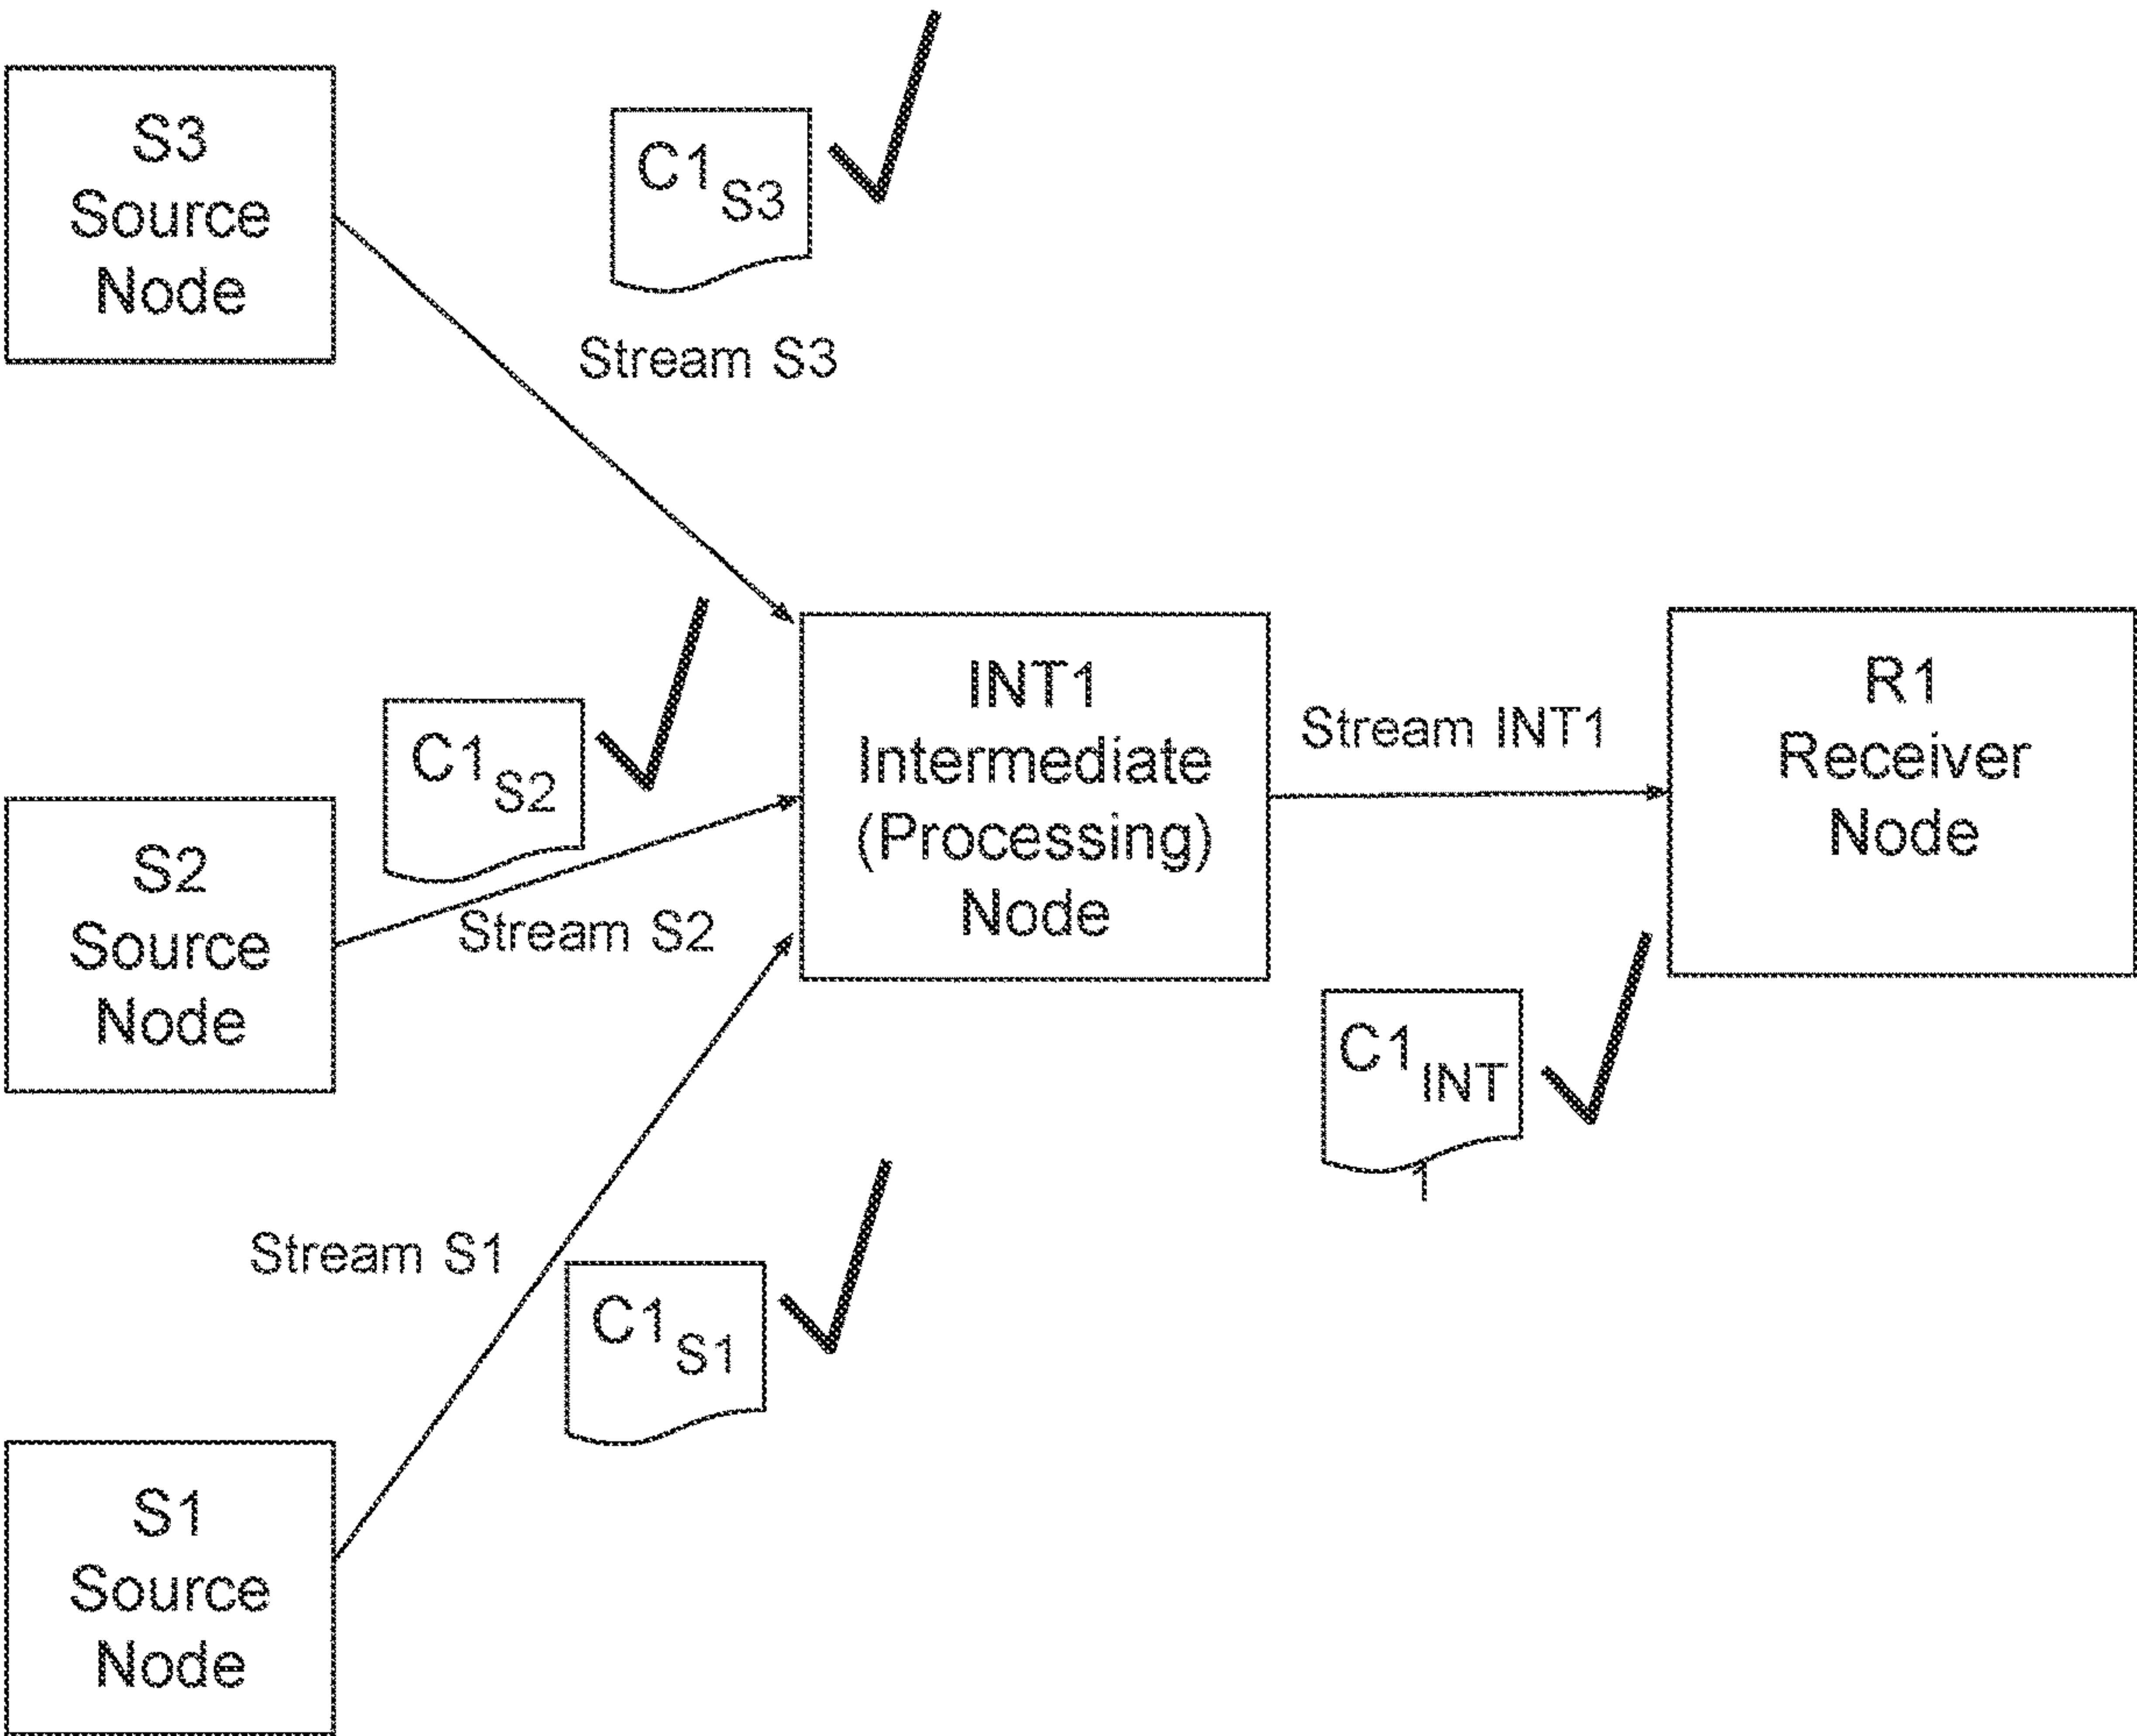 S3
Source
Node
C1S3
Stream S3
C1S2
Stream S2
S2
Source
Node
INT1
Intermediate
(Processing)
Node
Stream INT1
R1
Receiver
Node
C1INT
1
Stream S1
C1S1
S1
Source
Node